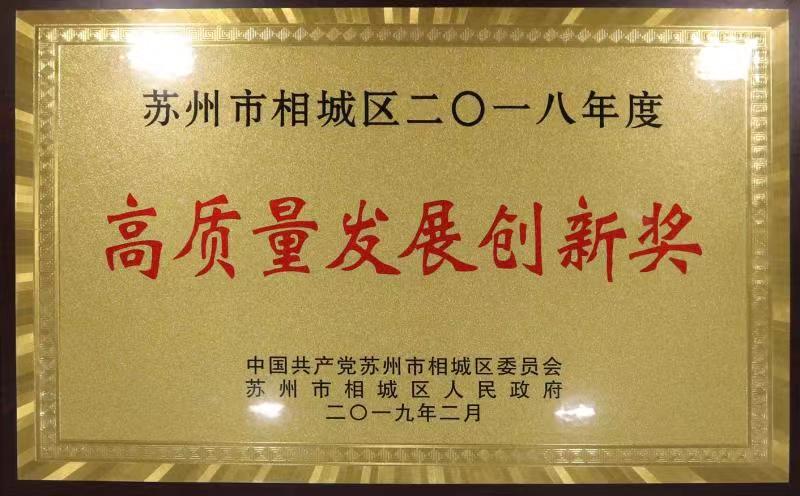 苏州市相城区二〇一八年度
高质量发展创新奖
中国共产党苏州市相城区委员会
苏州市相城区人民政府
二〇一九年二月